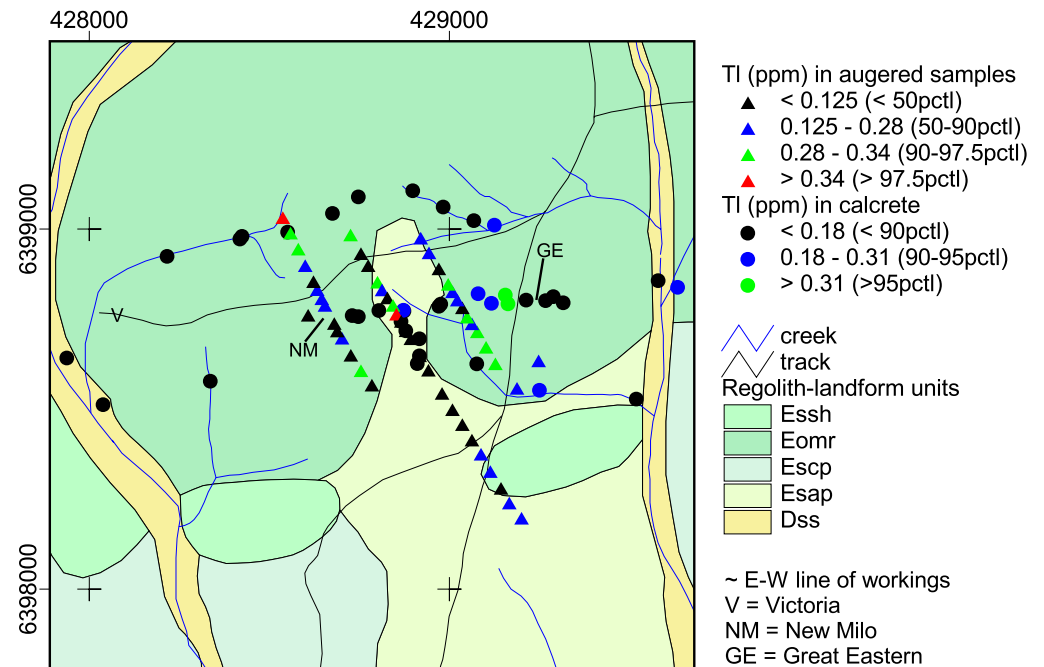 428000
429000
6399000
6398000
V
NM
GE
Tl (ppm) in augered samples
< 0.125 (< 50pctl)
0.125 - 0.28 (50-90pctl)
0.28 - 0.34 (90-97.5pctl)
> 0.34 (> 97.5pctl)
Tl (ppm) in calcrete
< 0.18 (< 90pctl)
0.18 - 0.31 (90-95pctl)
> 0.31 (>95pctl)
creek
track
Regolith-landform units
Essh
Eomr
Escp
Esap
Dss
~ E-W line of workings
V = Victoria
NM = New Milo
GE = Great Eastern